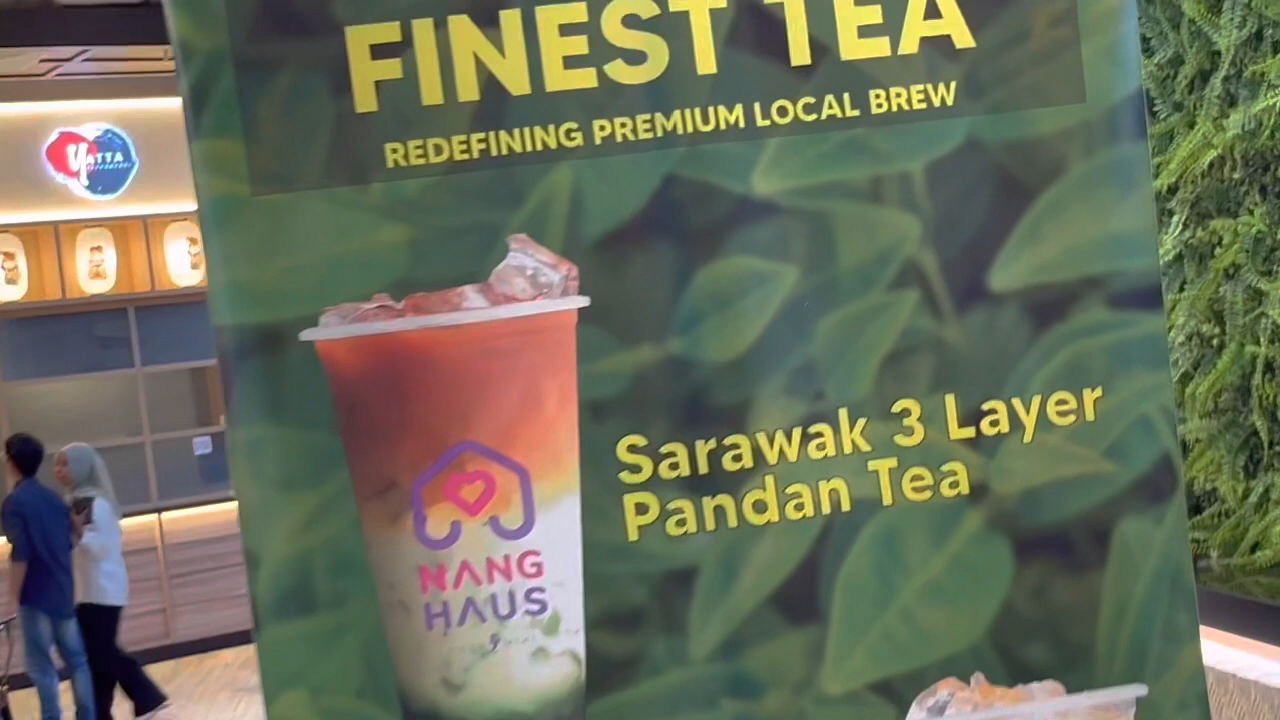 FINEST TEA
REDEFINING PREMIUM LOCAL BREW
YATTA
Sarawak 3 Layer
Pandan Tea
NANG
HAUS